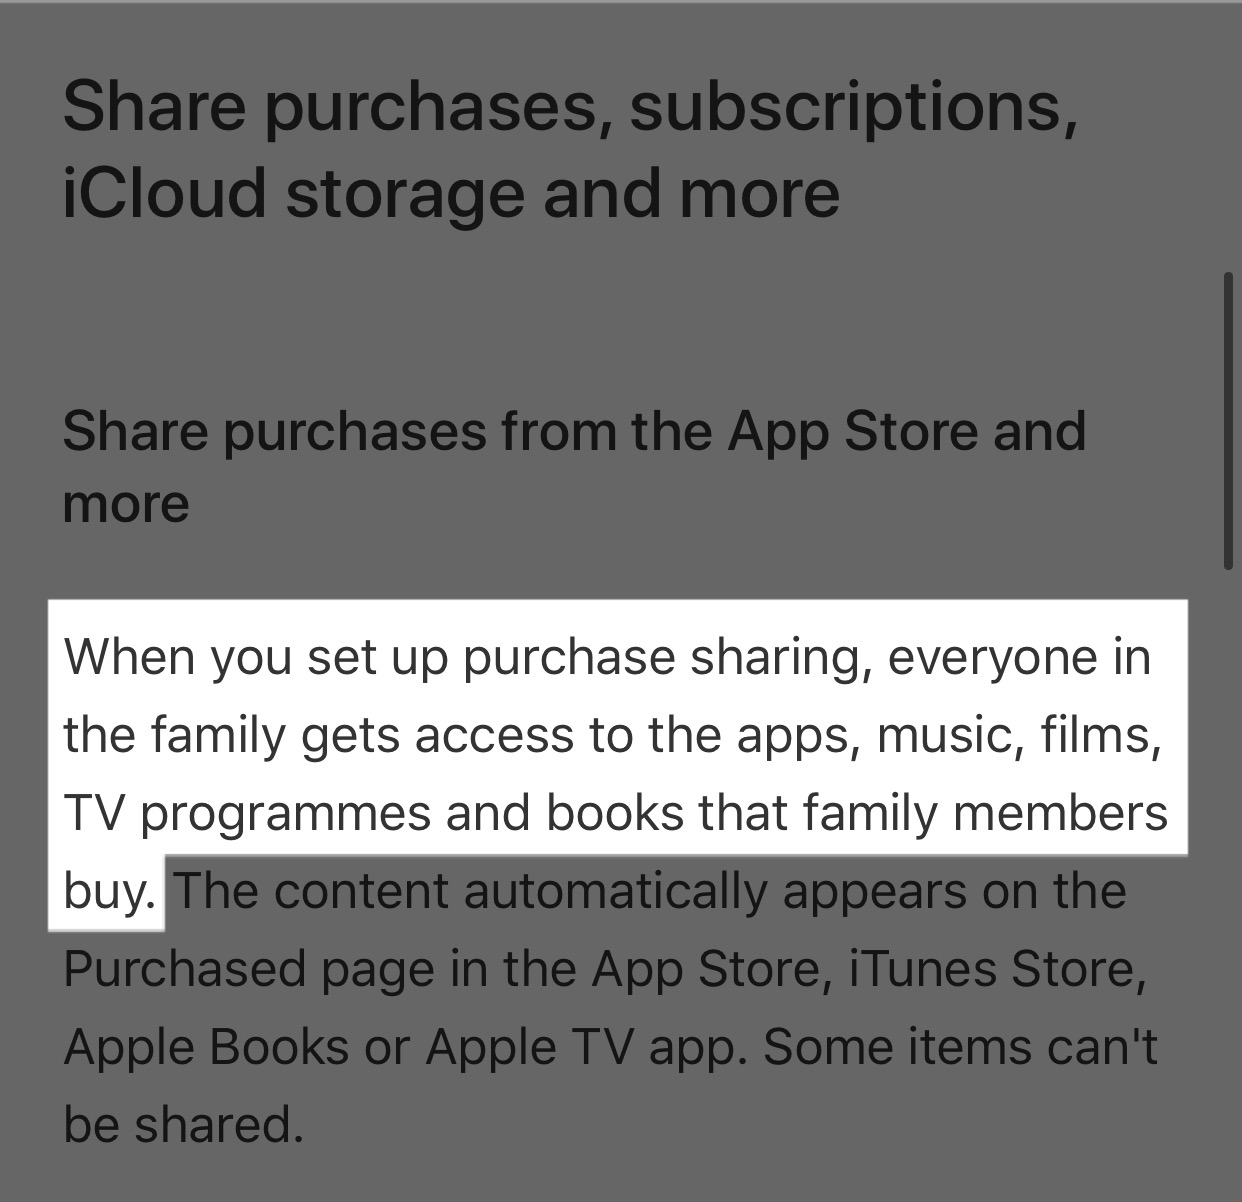 Share purchases, subscriptions,
iCloud storage and more
Share purchases from the App Store and
more
When you set up purchase sharing, everyone in
the family gets access to the apps, music, films,
TV programmes and books that family members
buy. The content automatically appears on the
Purchased page in the App Store, iTunes Store,
Apple Books or Apple TV app. Some items can't
be shared.